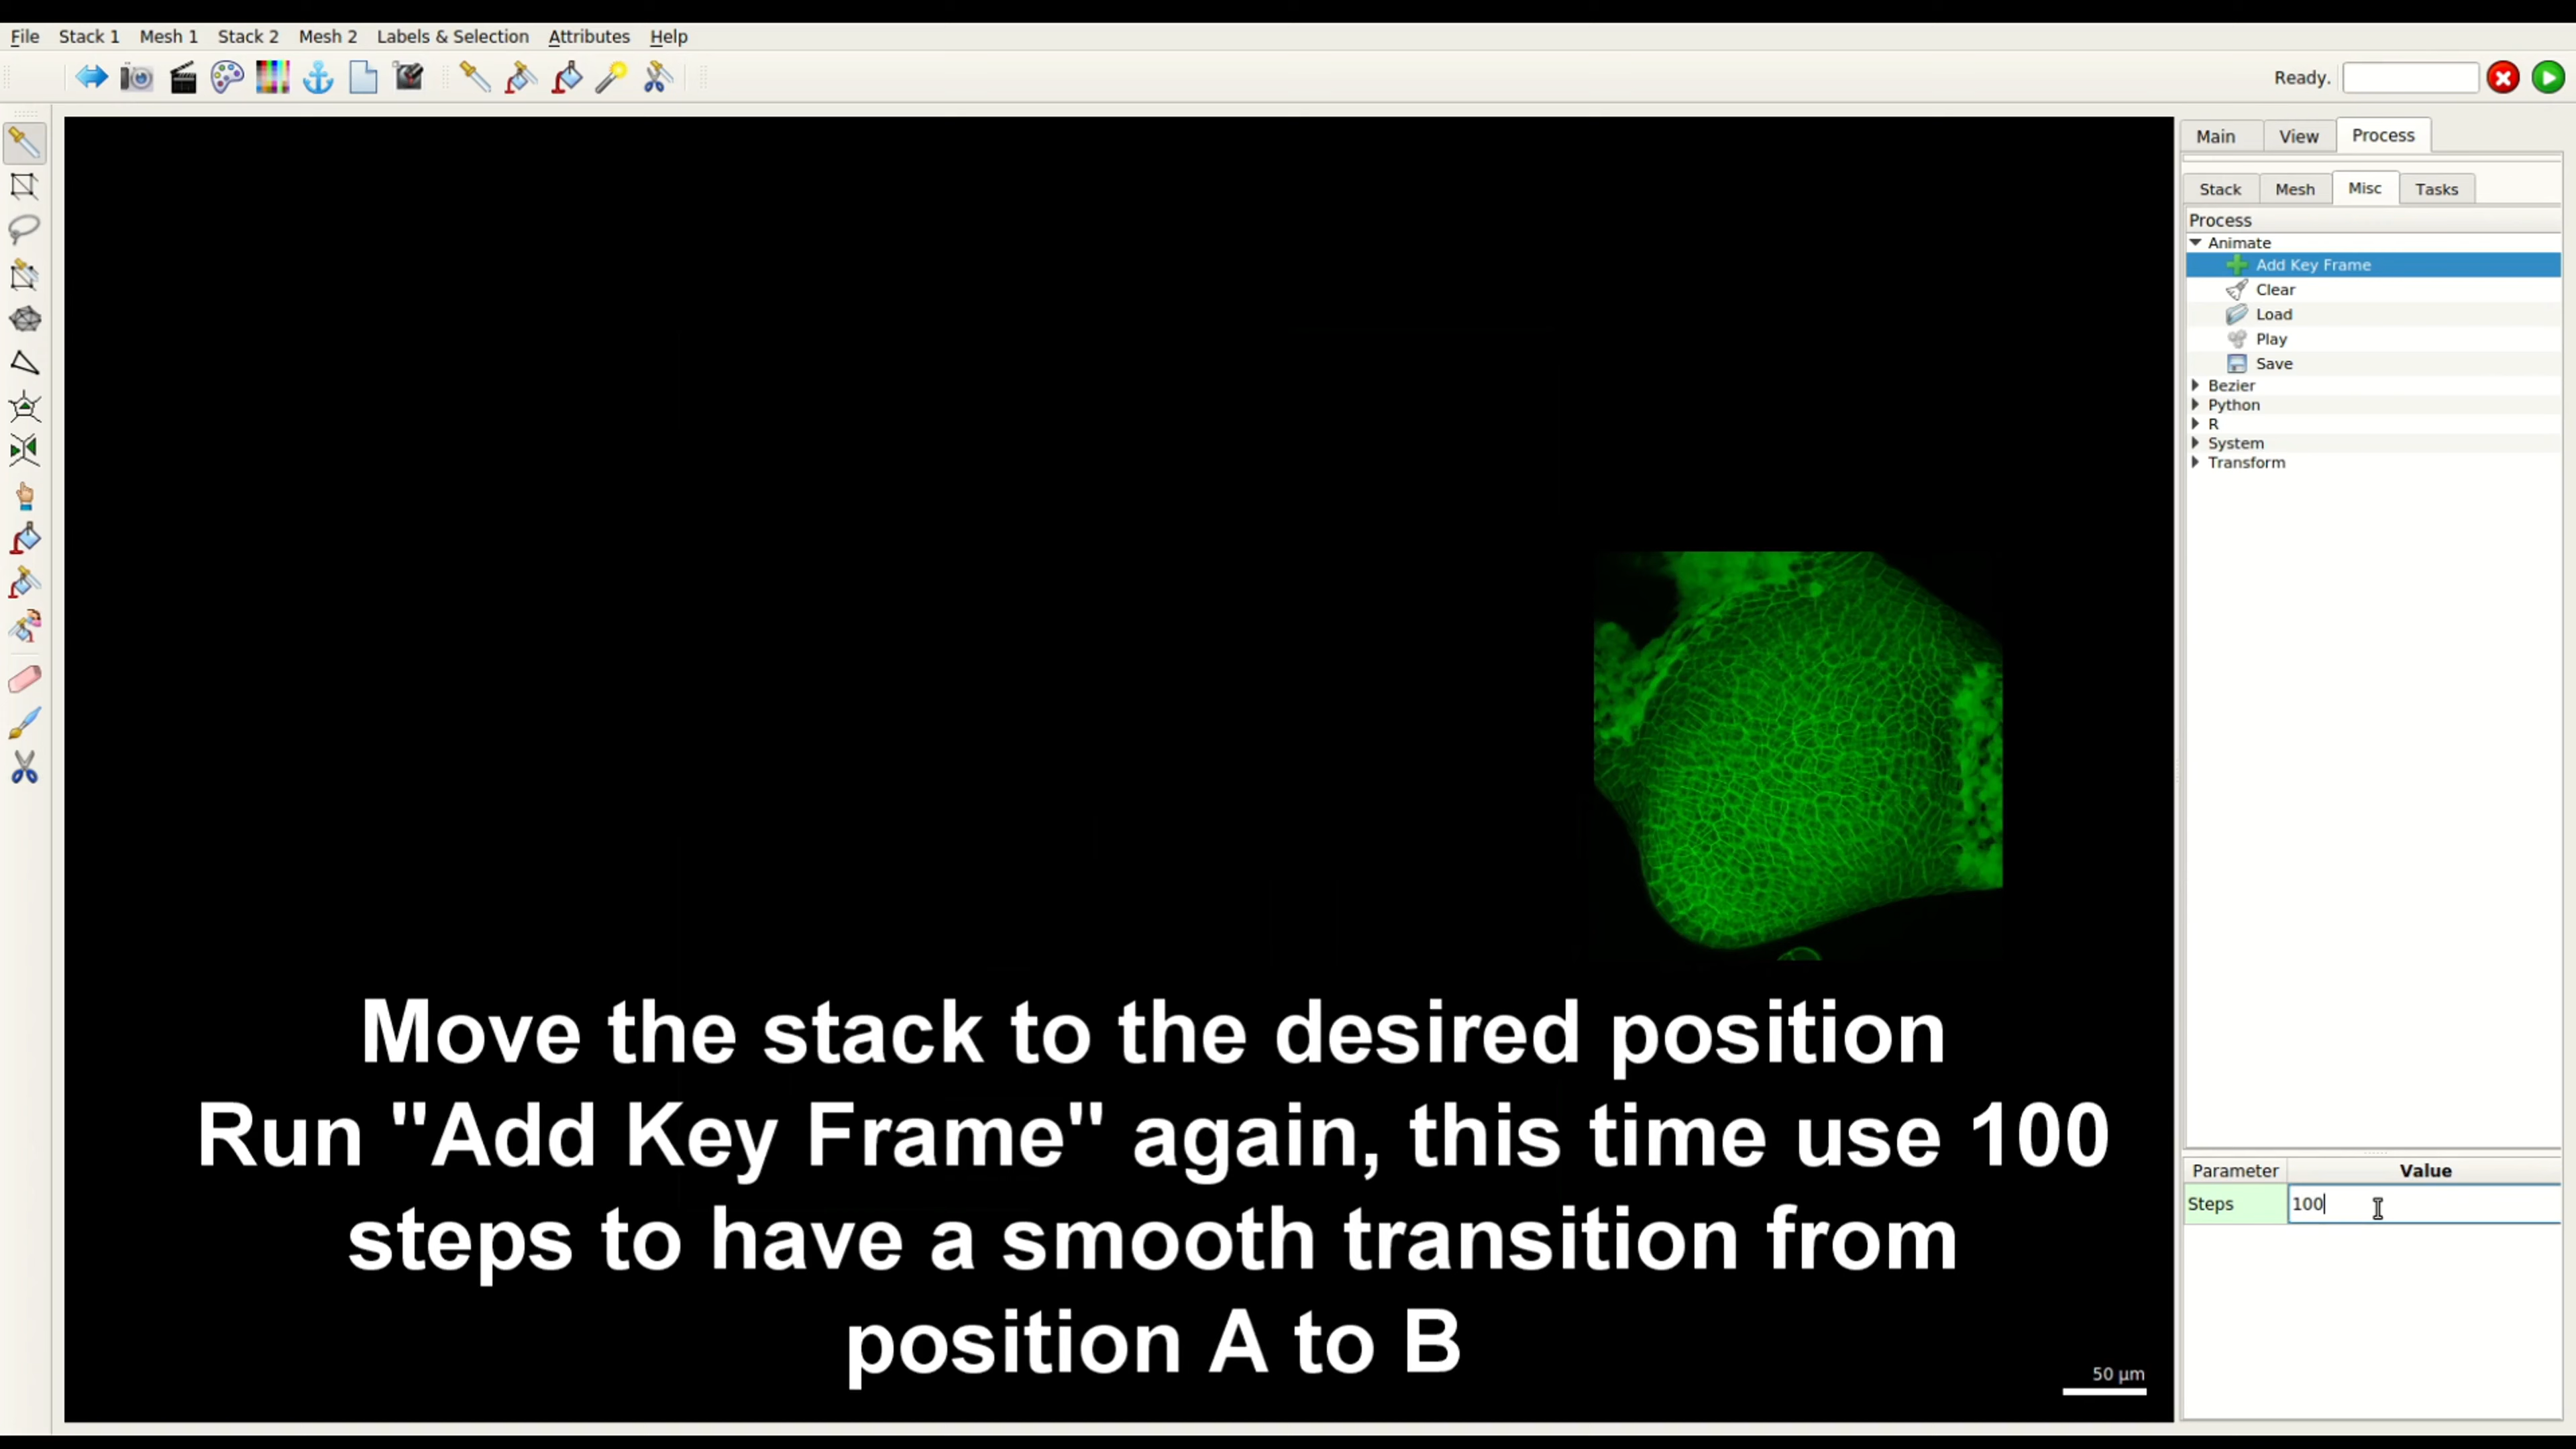 File Stack 1 Mesh 1 Stack 2 Mesh 2 Labels & Selection Attributes Help
Ready.
Main View Process
Stack Mesh Misc Tasks
Process
Animate
Add Key Frame
Clear
Load
Play
Save
Bezier
Python
R
System
Transform
Move the stack to the desired position
Run "Add Key Frame" again, this time use 100
steps to have a smooth transition from
position A to B
50 µm
Parameter Value
Steps 100